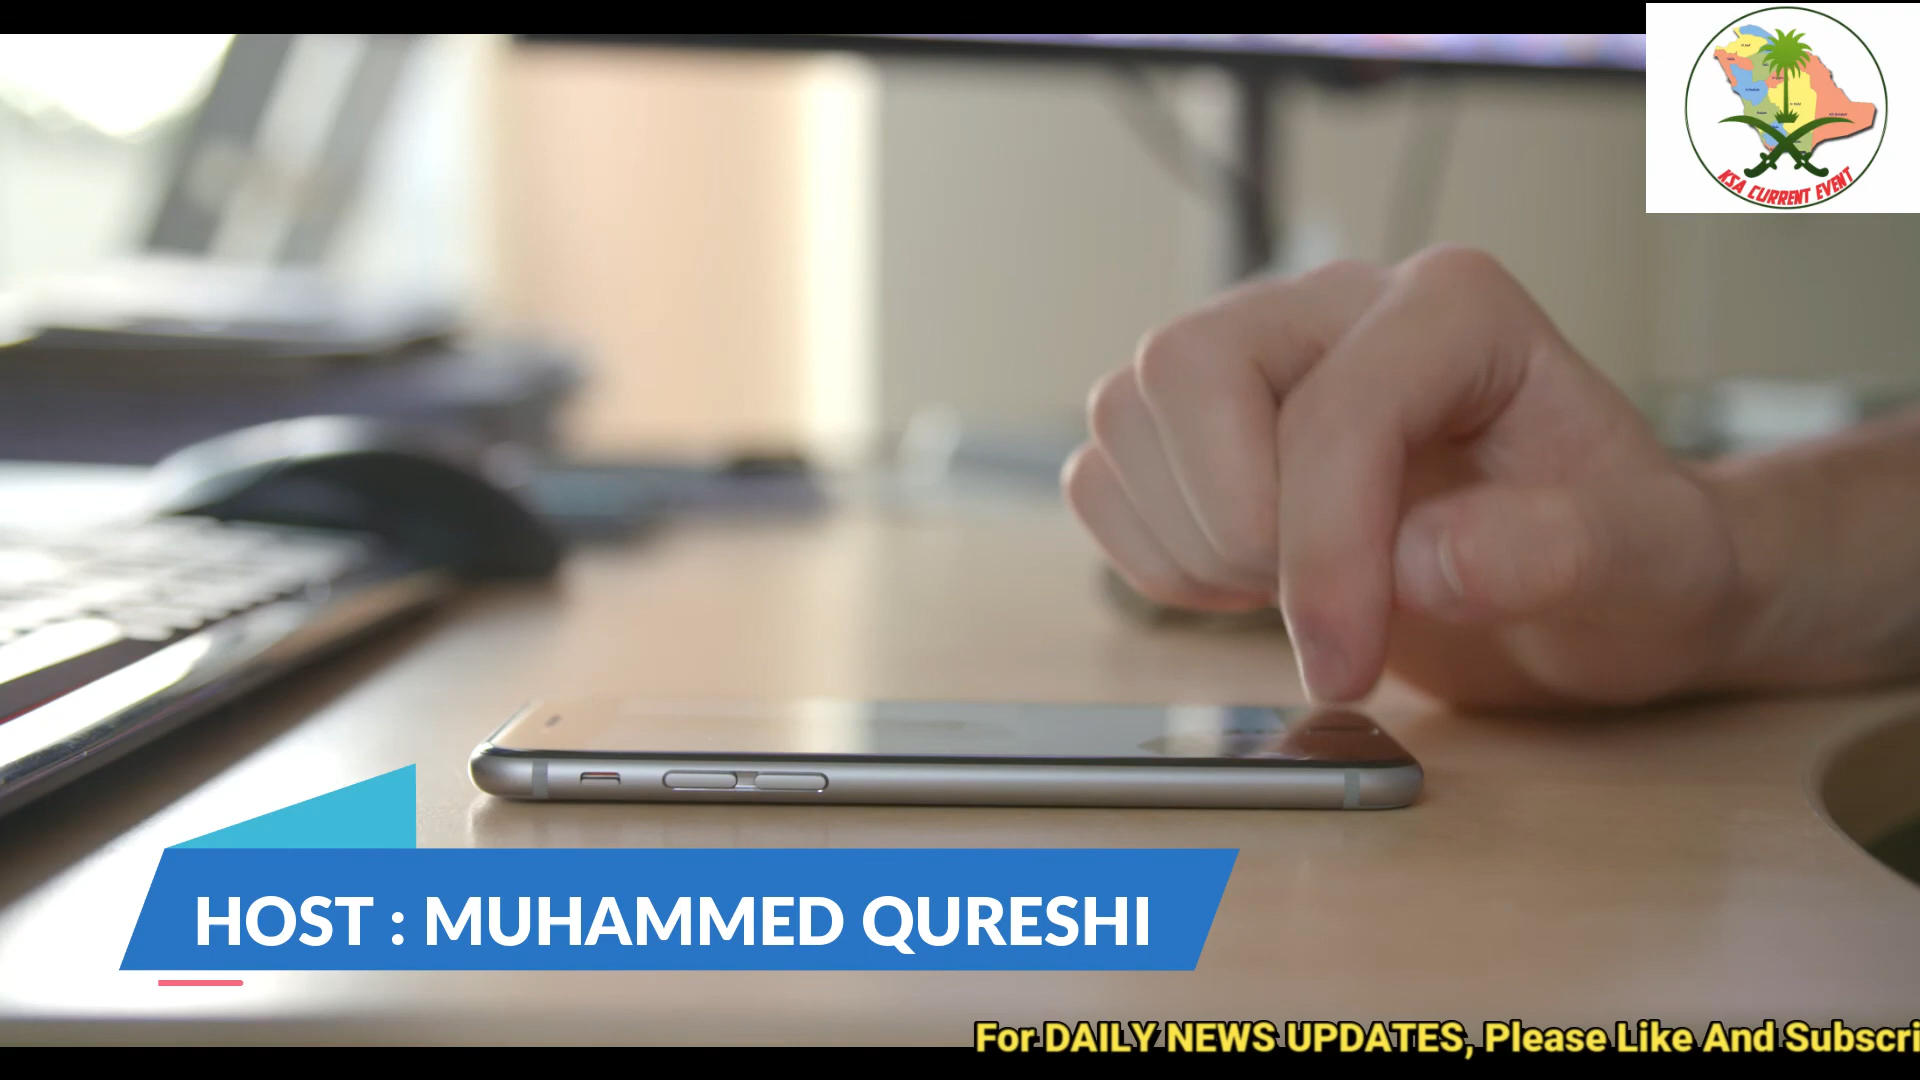 KSA CURRENT EVENT
HOST : MUHAMMED QURESHI
For DAILY NEWS UPDATES, Please Like And Subscri